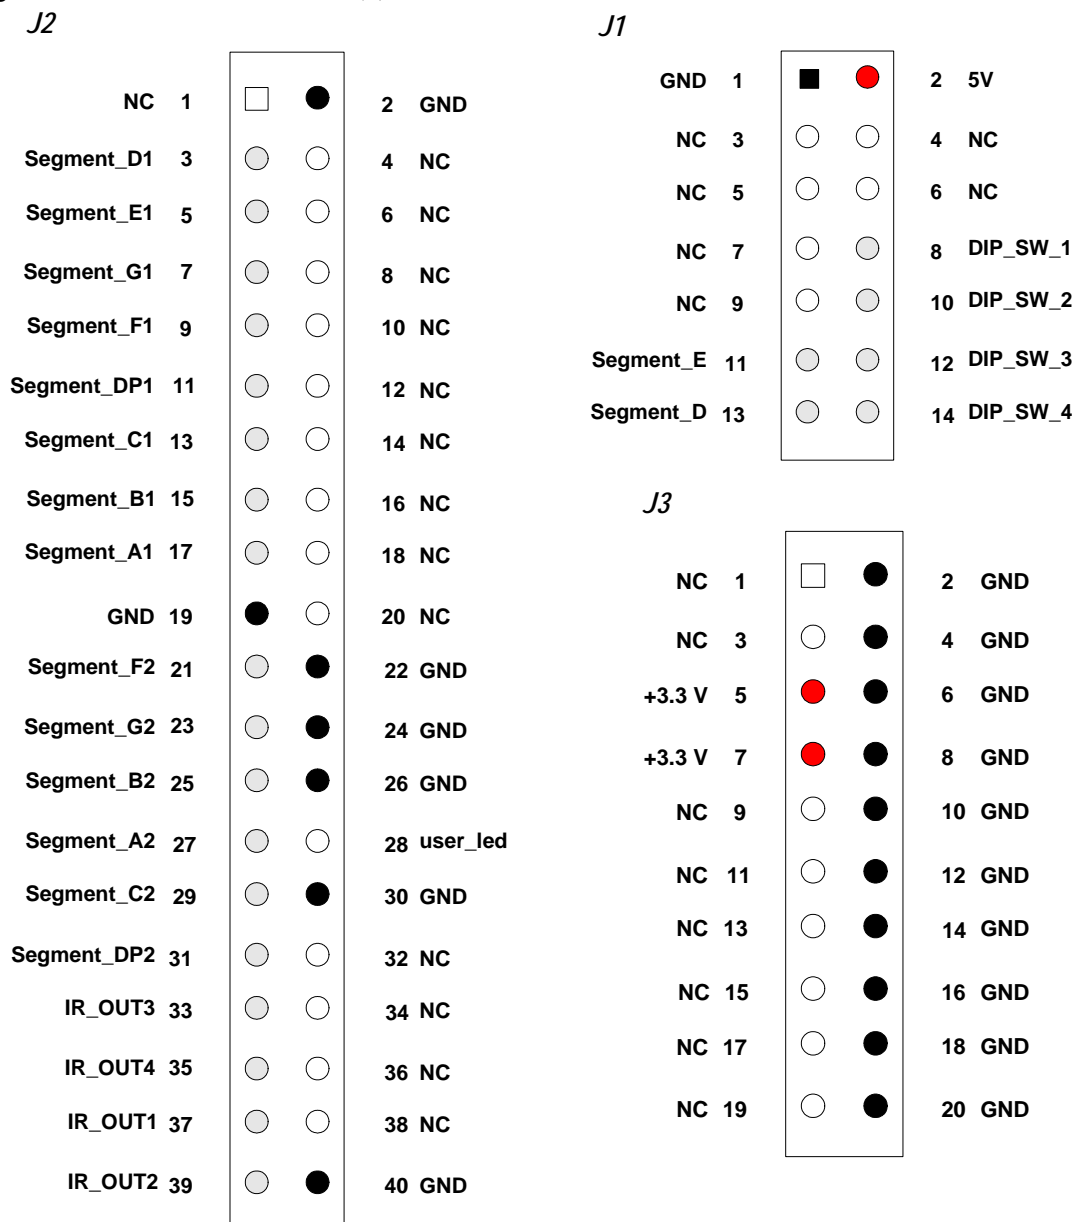 J2
NC 1 2 GND
Segment_D1 3 4 NC
Segment_E1 5 6 NC
Segment_G1 7 8 NC
Segment_F1 9 10 NC
Segment_DP1 11 12 NC
Segment_C1 13 14 NC
Segment_B1 15 16 NC
Segment_A1 17 18 NC
GND 19 20 NC
Segment_F2 21 22 GND
Segment_G2 23 24 GND
Segment_B2 25 26 GND
Segment_A2 27 28 user_led
Segment_C2 29 30 GND
Segment_DP2 31 32 NC
IR_OUT3 33 34 NC
IR_OUT4 35 36 NC
IR_OUT1 37 38 NC
IR_OUT2 39 40 GND
J1
GND 1 2 5V
NC 3 4 NC
NC 5 6 NC
NC 7 8 DIP_SW_1
NC 9 10 DIP_SW_2
Segment_E 11 12 DIP_SW_3
Segment_D 13 14 DIP_SW_4
J3
NC 1 2 GND
NC 3 4 GND
+3.3 V 5 6 GND
+3.3 V 7 8 GND
NC 9 10 GND
NC 11 12 GND
NC 13 14 GND
NC 15 16 GND
NC 17 18 GND
NC 19 20 GND